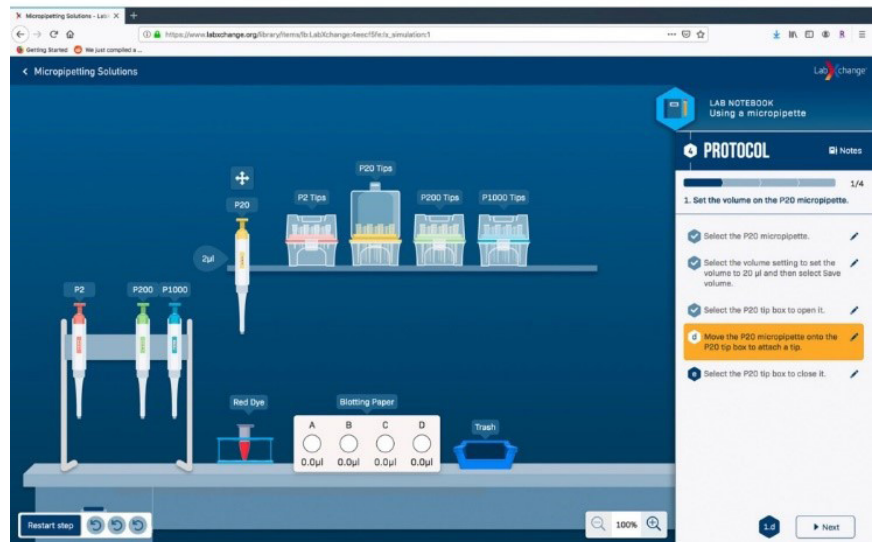 Micropipetting Solutions - Lab
https://www.labxchange.org/library/items/lb:LabXchange:4eecf5fe:lx_simulation:1
Getting Started
We just compiled a ...
Micropipetting Solutions
LabXchange
LAB NOTEBOOK
Using a micropipette
4 PROTOCOL
Notes
1/4
1. Set the volume on the P20 micropipette.
Select the P20 micropipette.
Select the volume setting to set the
volume to 20 µl and then select Save
volume.
Select the P20 tip box to open it.
d Move the P20 micropipette onto the
P20 tip box to attach a tip.
e Select the P20 tip box to close it.
P20 Tips
P20
P2 Tips
P200 Tips
P1000 Tips
2µl
P2
P200
P1000
Red Dye
Blotting Paper
Trash
A B C D
0.0µl 0.0µl 0.0µl 0.0µl
Restart step
100%
1.d
Next